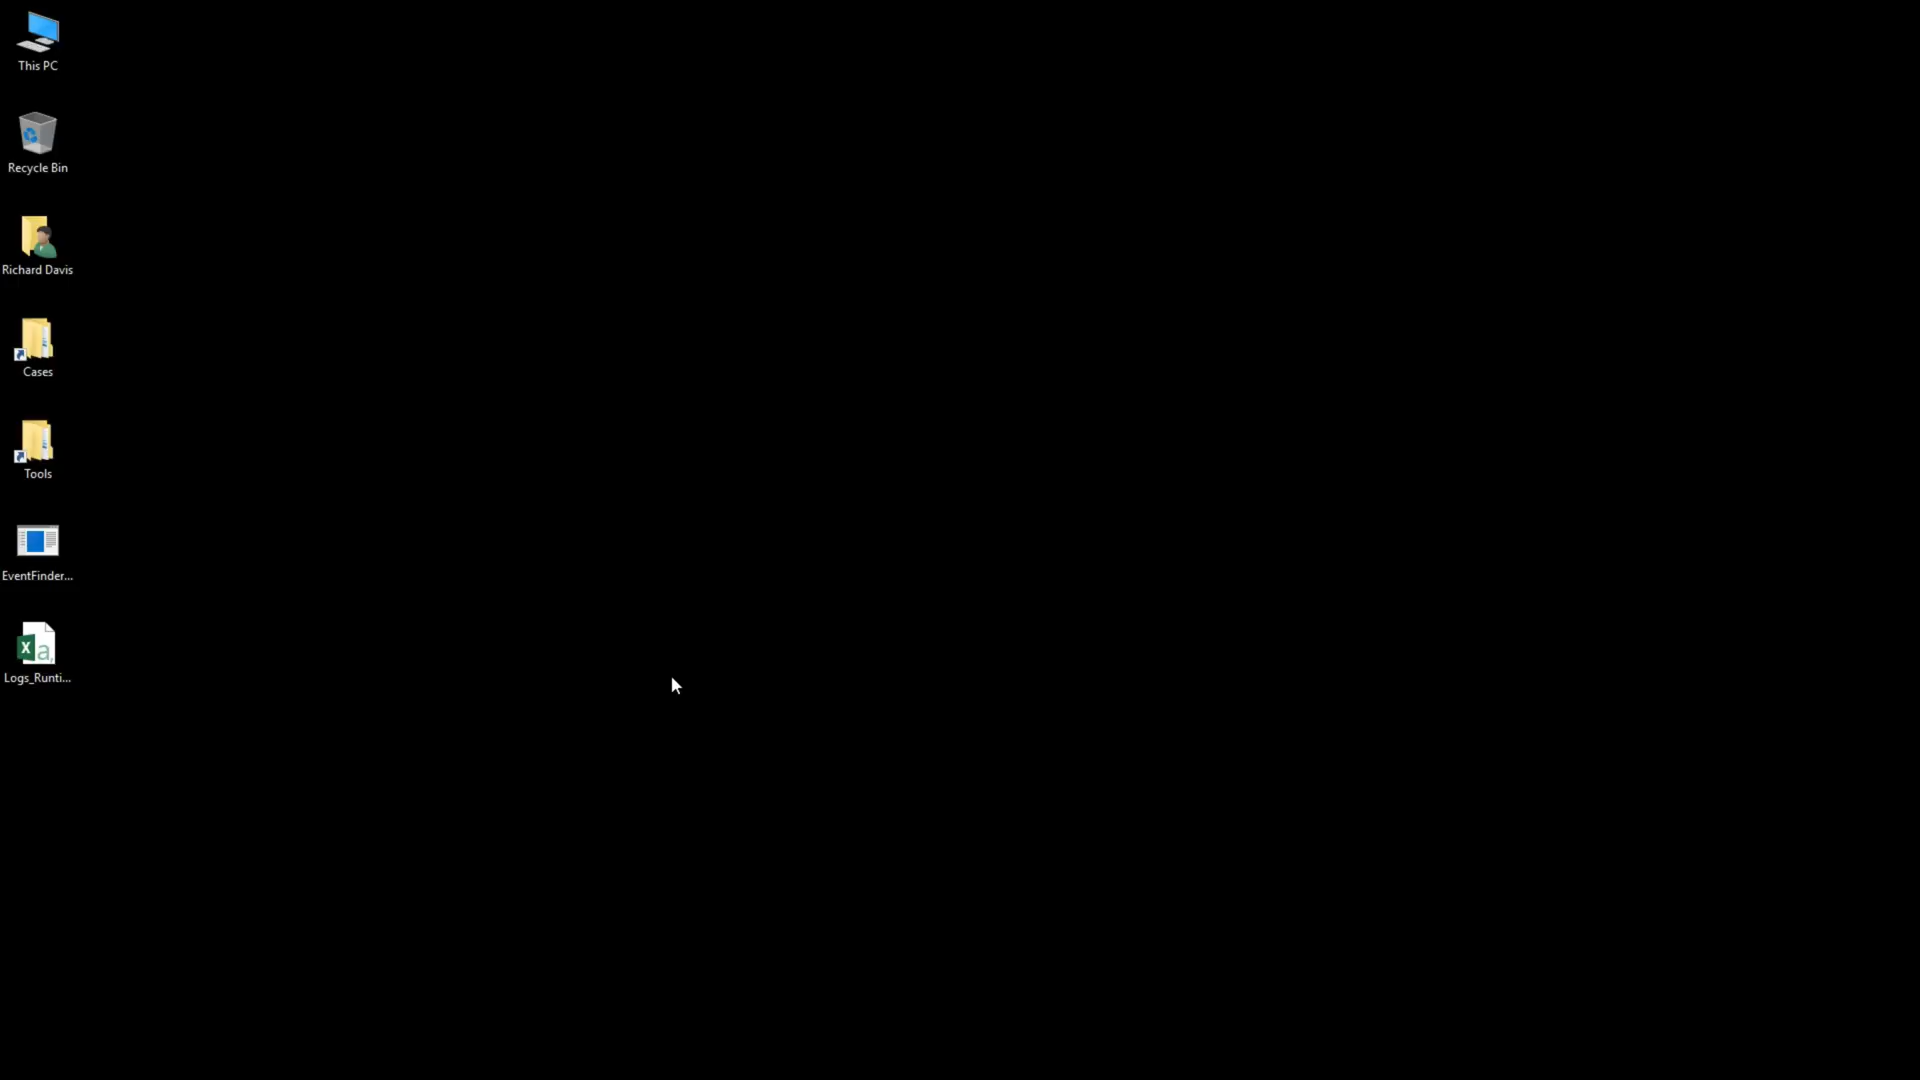 This PC
Recycle Bin
Richard Davis
Cases
Tools
EventFinder...
Logs_Runti...